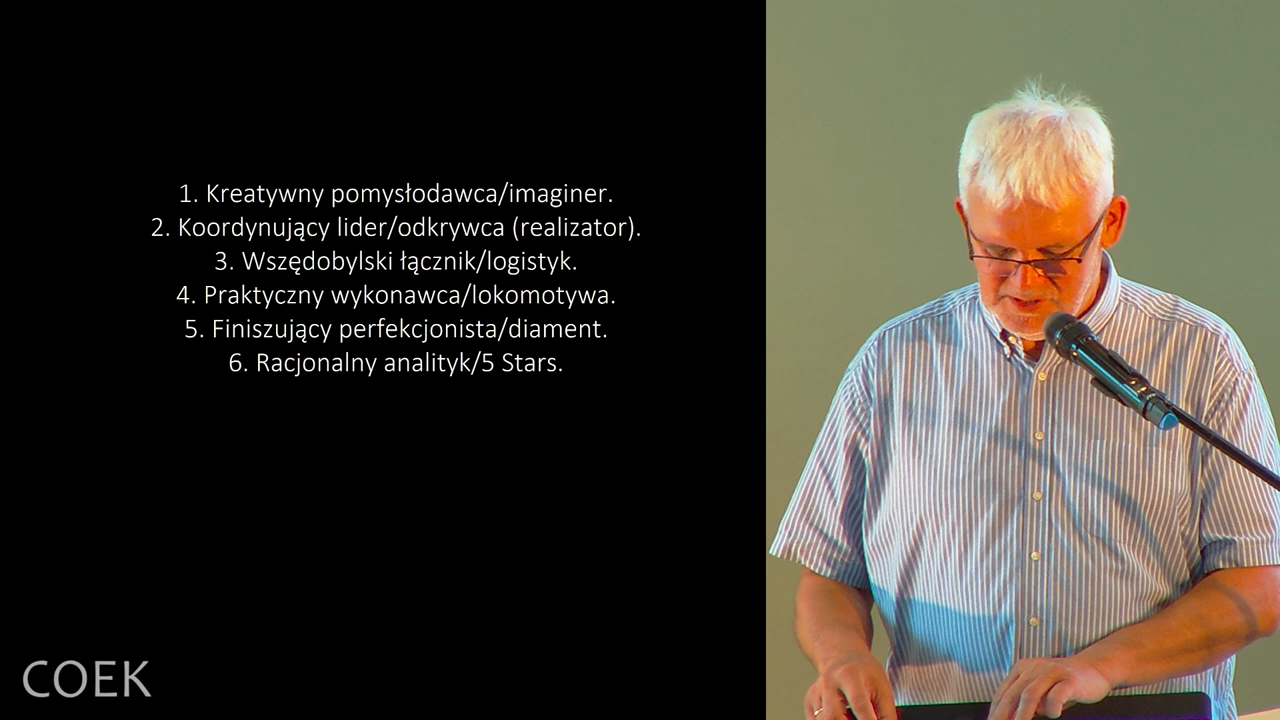 1. Kreatywny pomysłodawca/imaginer.
2. Koordynujący lider/odkrywca (realizator).
3. Wszędobylski łącznik/logistyk.
4. Praktyczny wykonawca/lokomotywa.
5. Finiszujący perfekcjonista/diament.
6. Racjonalny analityk/5 Stars.
COEK